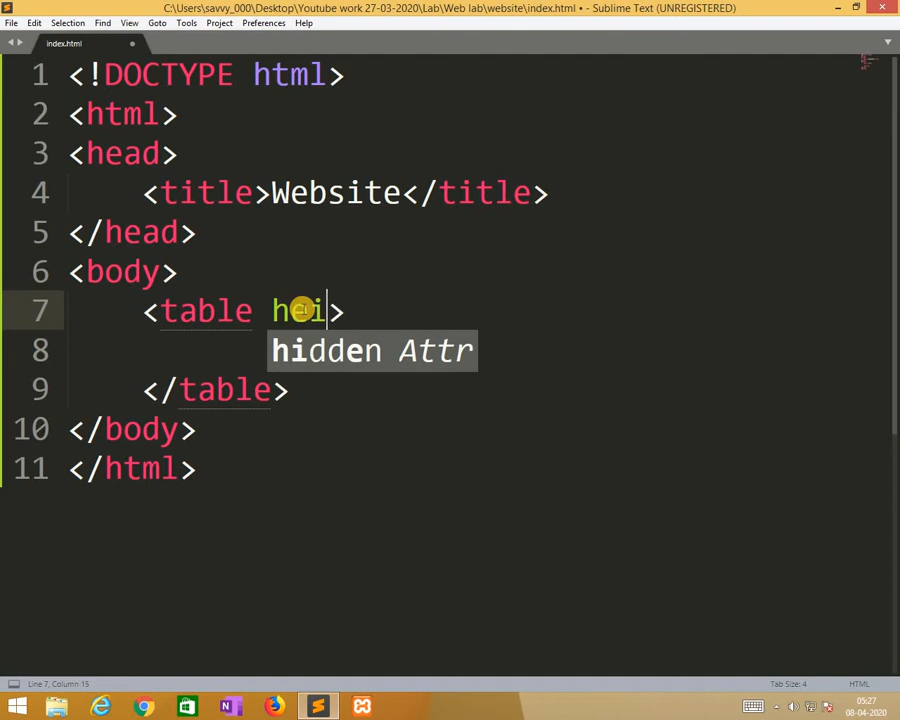 C:\Users\savvy_000\Desktop\Youtube work 27-03-2020\Lab\Web lab\website\index.html • - Sublime Text (UNREGISTERED)
File Edit Selection Find View Goto Tools Project Preferences Help
index.html
1 <!DOCTYPE html>
2 <html>
3 <head>
4 <title>Website</title>
5 </head>
6 <body>
7 <table hei>
hidden Attr
8
9 </table>
10 </body>
11 </html>
Line 7, Column 15 Tab Size: 4 HTML
05:27
08-04-2020